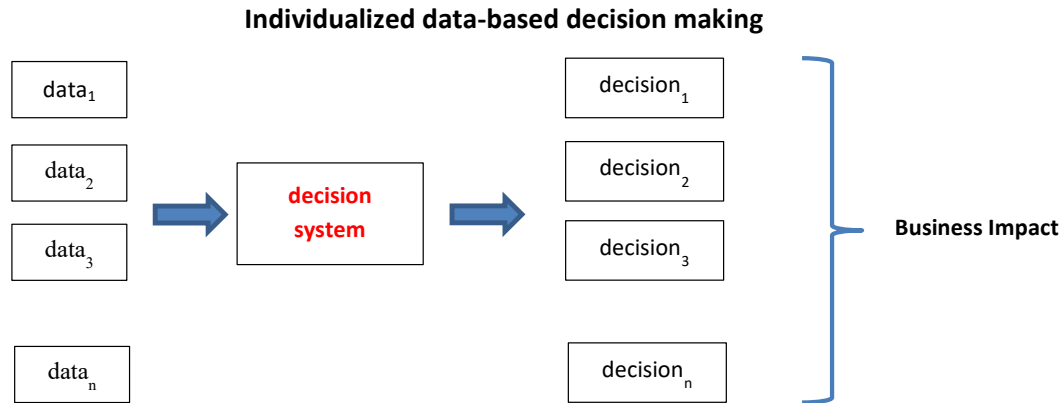 Individualized data-based decision making
data₁
decision₁
data₂
decision₂
decision
system
data₃
decision₃
Business Impact
dataₙ
decisionₙ